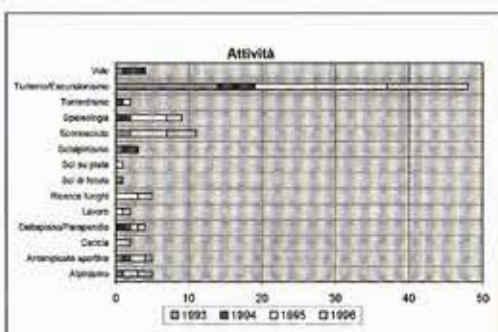 Attività
Volo
Turismo/Escursionismo
Torrentismo
Speleologia
Sconosciuto
Scialpinismo
Sci su pista
Sci di fondo
Ricerca funghi
Lavoro
Deltaplano/Parapendio
Caccia
Arrampicata sportiva
Alpinismo
0 10 20 30 40 50
1993 1994 1995 1996